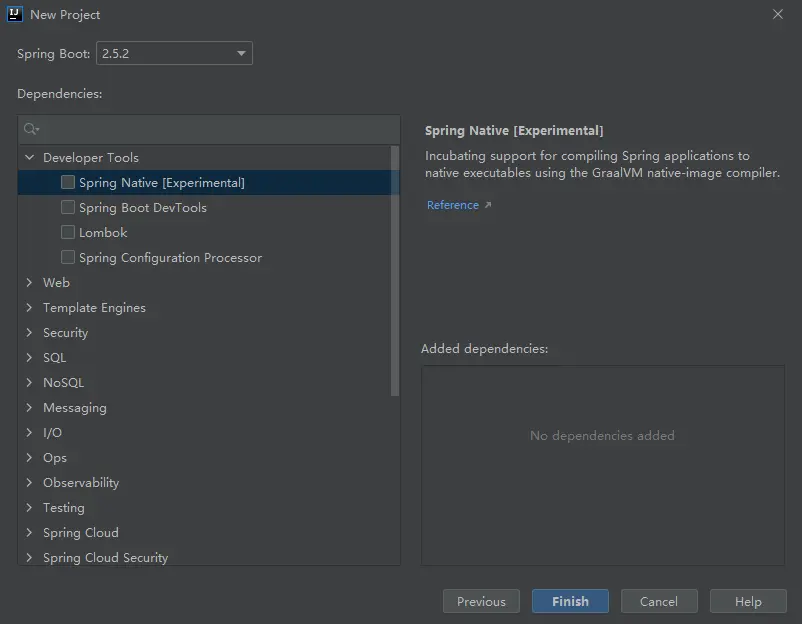 New Project
Spring Boot: 2.5.2
Dependencies:
Developer Tools
Spring Native [Experimental]
Spring Boot DevTools
Lombok
Spring Configuration Processor
Web
Template Engines
Security
SQL
NoSQL
Messaging
I/O
Ops
Observability
Testing
Spring Cloud
Spring Cloud Security
Spring Native [Experimental]
Incubating support for compiling Spring applications to
native executables using the GraalVM native-image compiler.
Reference
Added dependencies:
No dependencies added
Previous
Finish
Cancel
Help